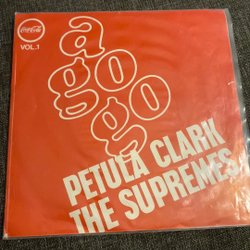 Coca-Cola
VOL.1
a
go
go
PETULA CLARK
THE SUPREMES